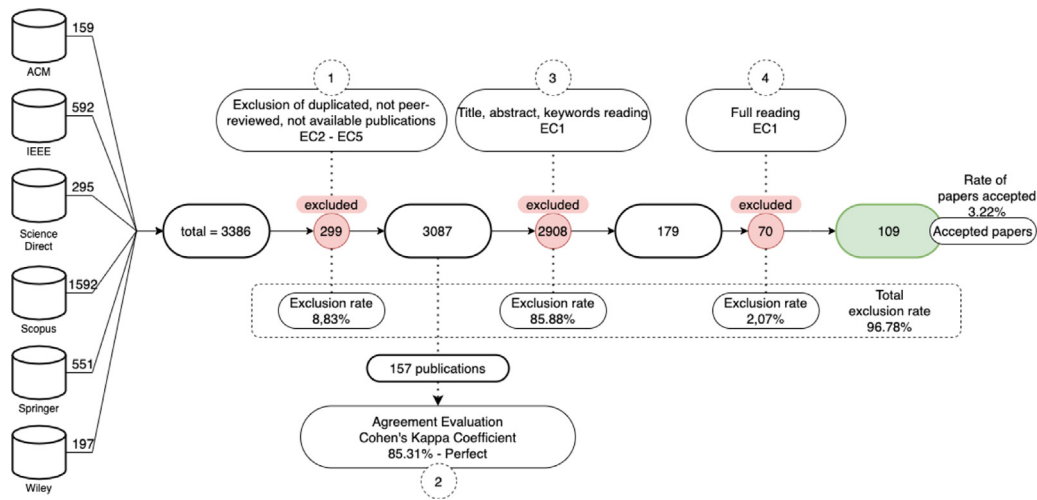 159
ACM
592
IEEE
295
Science
Direct
1592
Scopus
551
Springer
197
Wiley
total = 3386
1
Exclusion of duplicated, not peer-
reviewed, not available publications
EC2 - EC5
excluded
299
Exclusion rate
8,83%
3087
157 publications
Agreement Evaluation
Cohen's Kappa Coefficient
85.31% - Perfect
2
3
Title, abstract, keywords reading
EC1
excluded
2908
Exclusion rate
85.88%
179
4
Full reading
EC1
excluded
70
Exclusion rate
2,07%
Total
exclusion rate
96.78%
109
Rate of
papers accepted
3.22%
Accepted papers